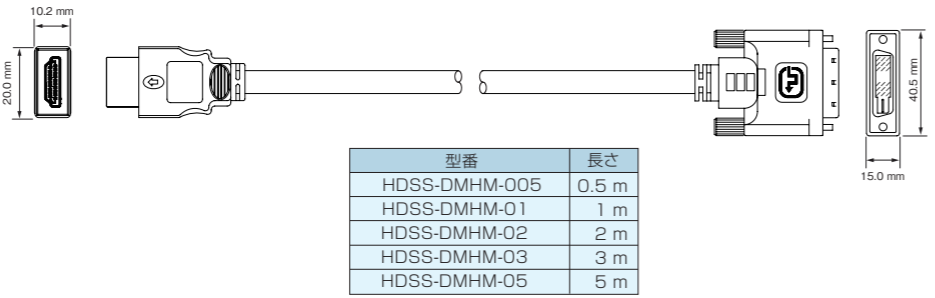 10.2 mm
20.0 mm
40.5 mm
15.0 mm
型番 長さ
HDSS-DMHM-005 0.5 m
HDSS-DMHM-01 1 m
HDSS-DMHM-02 2 m
HDSS-DMHM-03 3 m
HDSS-DMHM-05 5 m